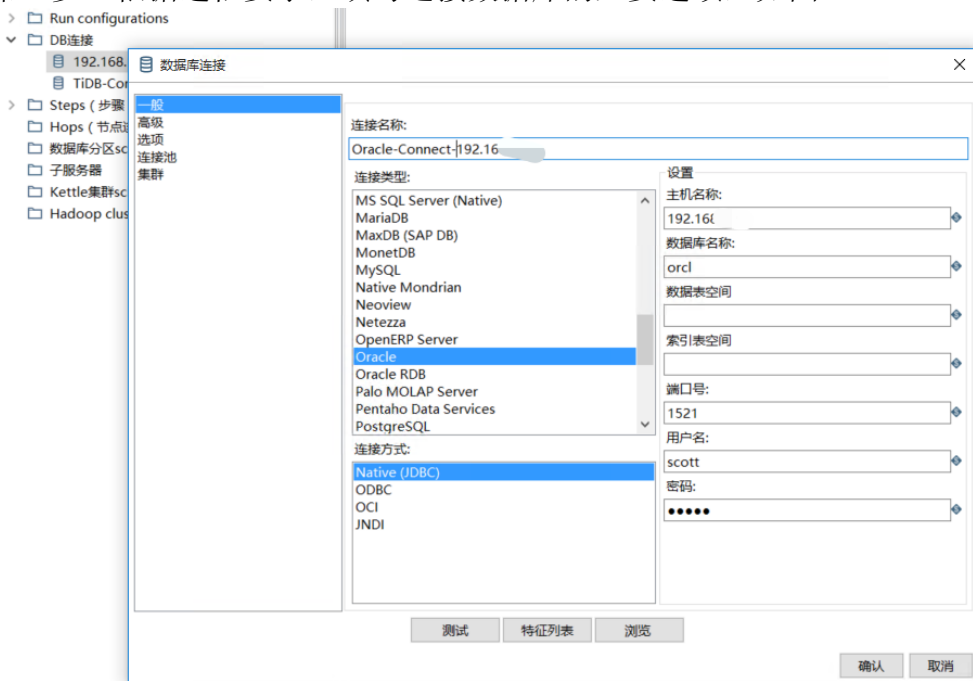 Run configurations
DB连接
192.168.
TiDB-Cor
Steps ( 步骤
Hops ( 节点
数据库分区sc
子服务器
Kettle集群sc
Hadoop clus
数据库连接
一般
高级
选项
连接池
集群
连接名称:
Oracle-Connect-192.16
连接类型:
MS SQL Server (Native)
MariaDB
MaxDB (SAP DB)
MonetDB
MySQL
Native Mondrian
Neoview
Netezza
OpenERP Server
Oracle
Oracle RDB
Palo MOLAP Server
Pentaho Data Services
PostgreSQL
连接方式:
Native (JDBC)
ODBC
OCI
JNDI
设置
主机名称:
192.168
数据库名称:
orcl
数据表空间
索引表空间
端口号:
1521
用户名:
scott
密码:
●●●●●
测试 特征列表 浏览
确认 取消